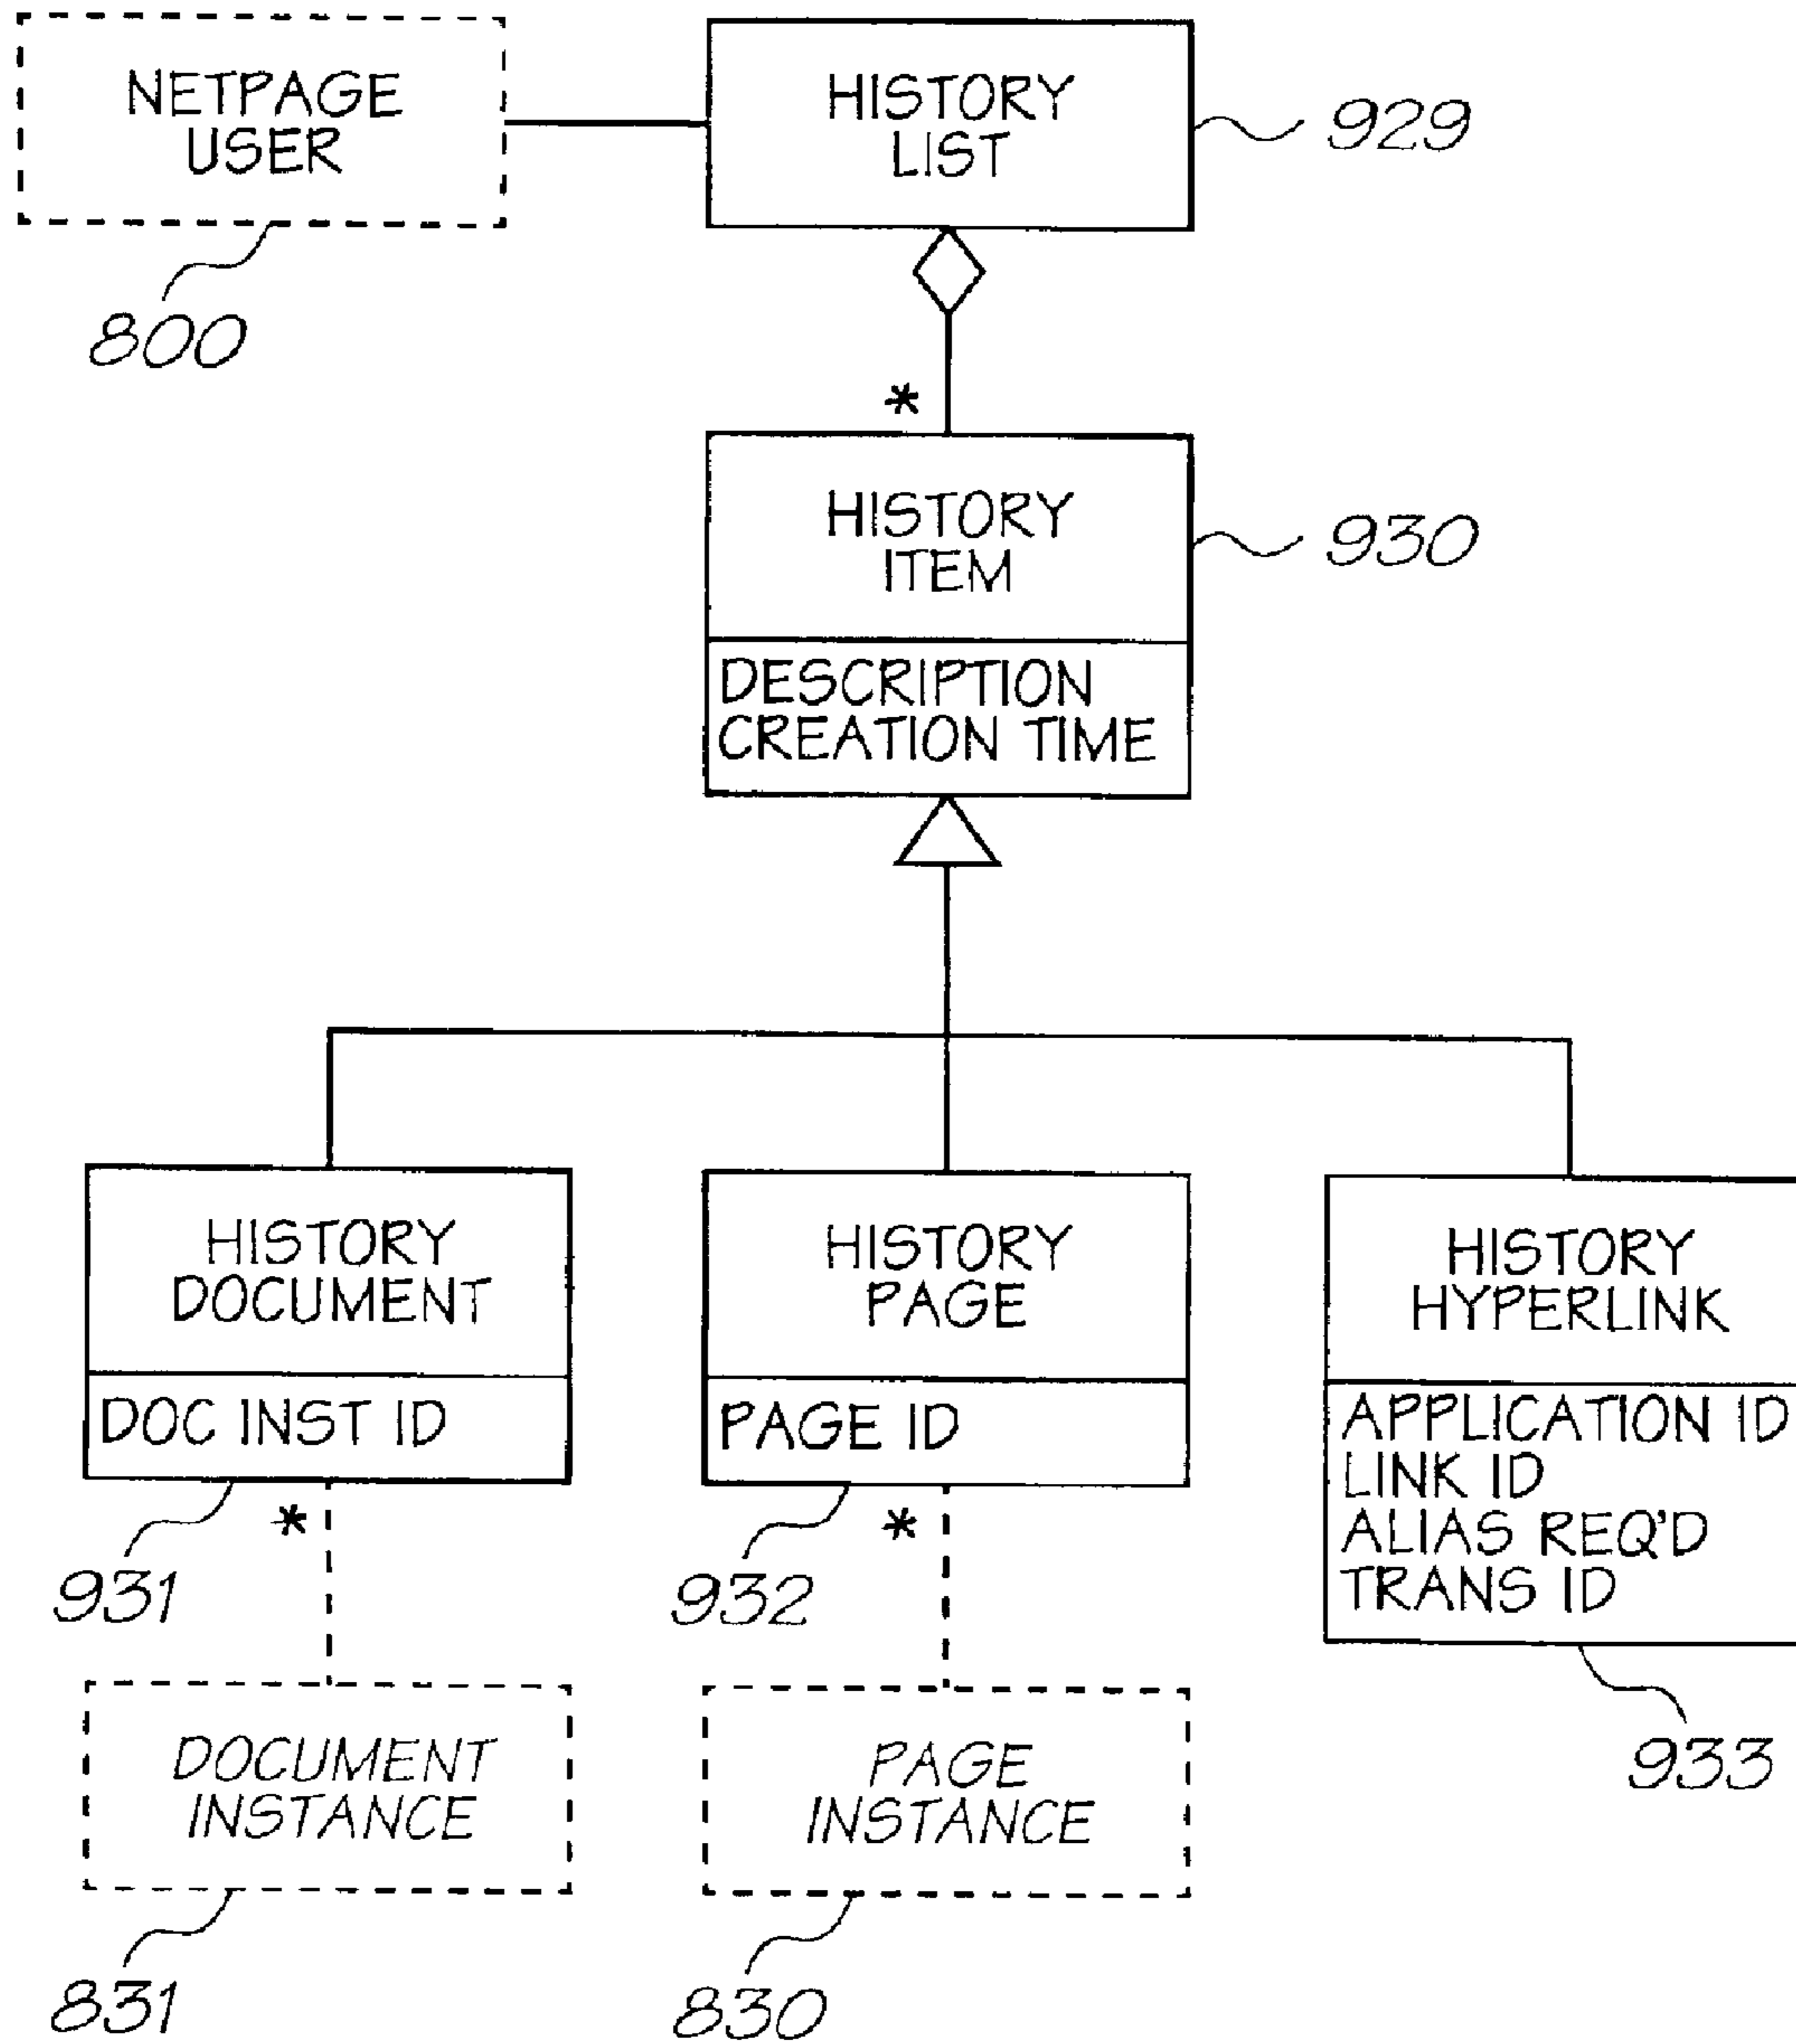 NETPAGE
USER
800
HISTORY
LIST
929
*
HISTORY
ITEM
930
DESCRIPTION
CREATION TIME
HISTORY
DOCUMENT
DOC INST ID
931
*
HISTORY
PAGE
PAGE ID
932
*
HISTORY
HYPERLINK
APPLICATION ID
LINK ID
ALIAS REQ'D
TRANS ID
933
DOCUMENT
INSTANCE
831
PAGE
INSTANCE
830